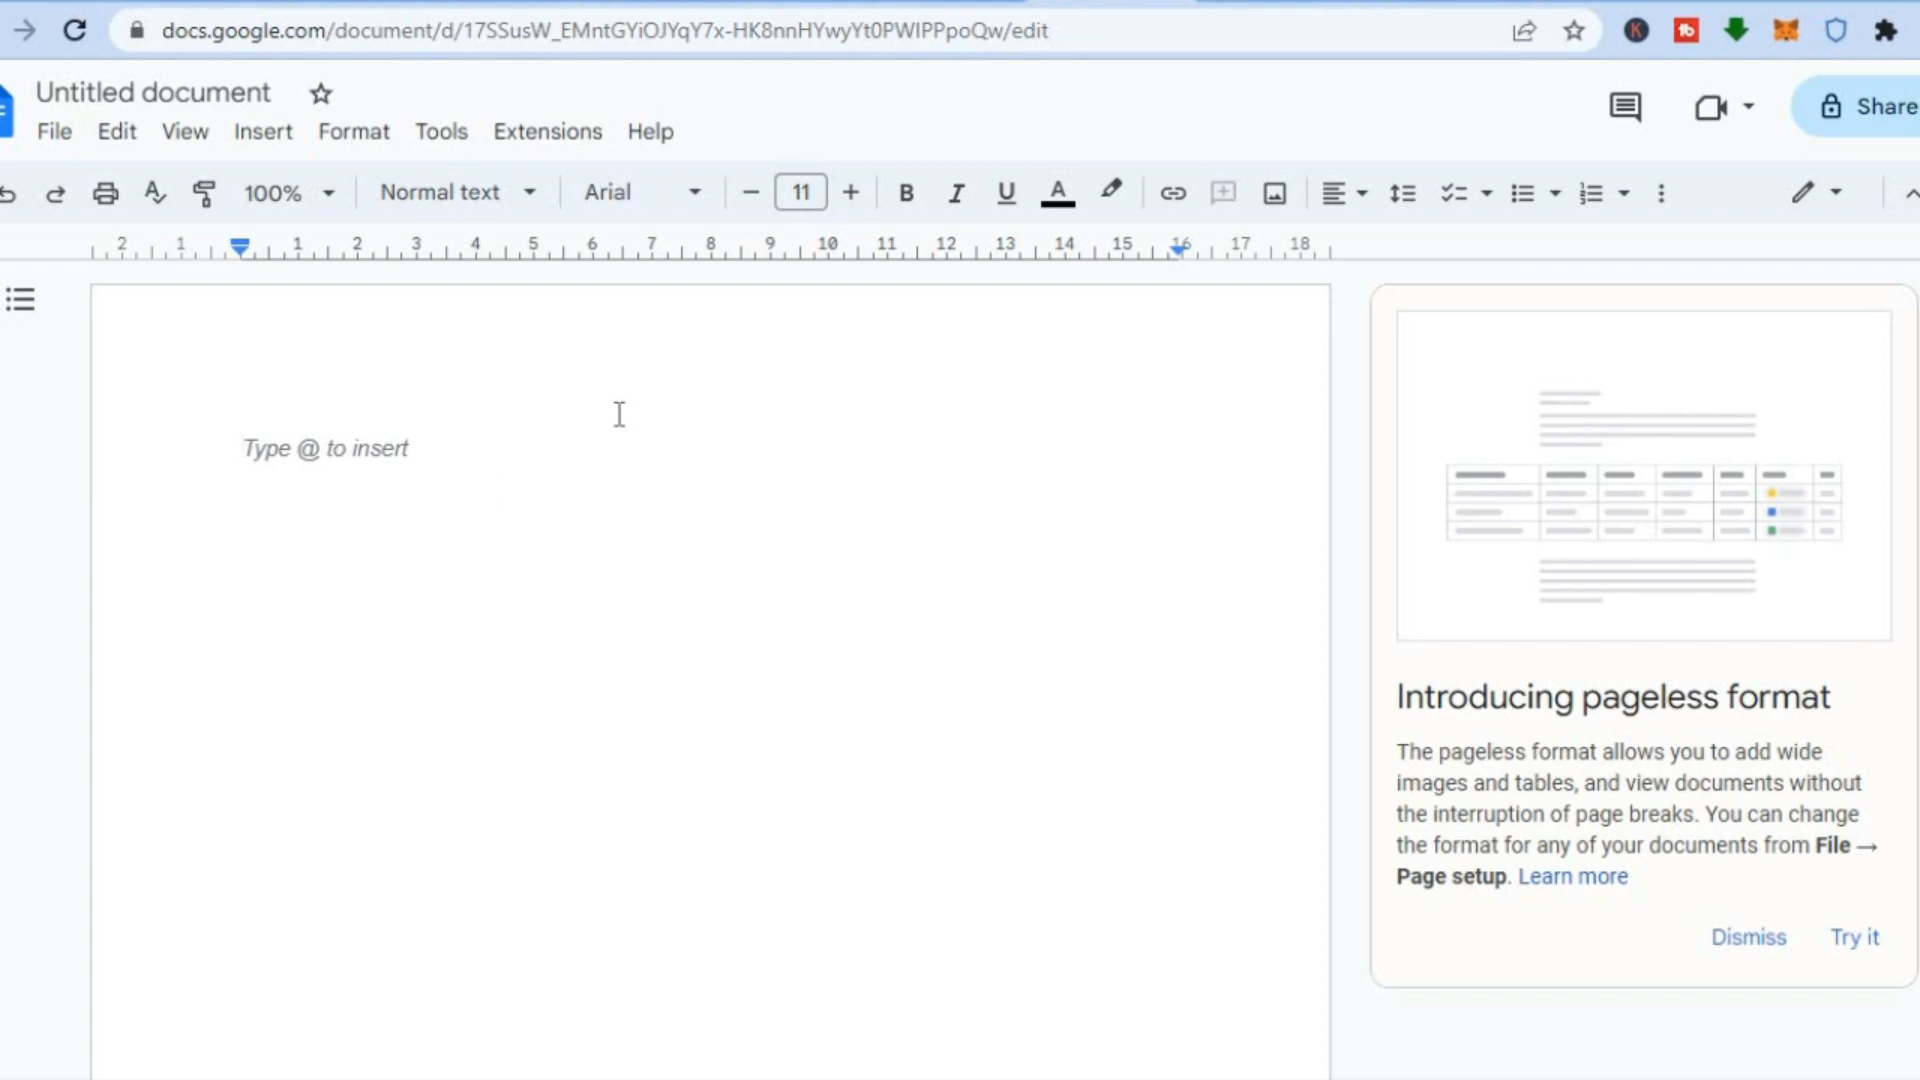 docs.google.com/document/d/17SSusW_EMntGYiOJYqY7x-HK8nnHYwyYt0PWIPPpoQw/edit
K
tb
Untitled document
File Edit View Insert Format Tools Extensions Help
Share
100% Normal text Arial 11 B I U A
2 1 1 2 3 4 5 6 7 8 9 10 11 12 13 14 15 16 17 18
Type @ to insert
Introducing pageless format
The pageless format allows you to add wide
images and tables, and view documents without
the interruption of page breaks. You can change
the format for any of your documents from File →
Page setup. Learn more
Dismiss Try it